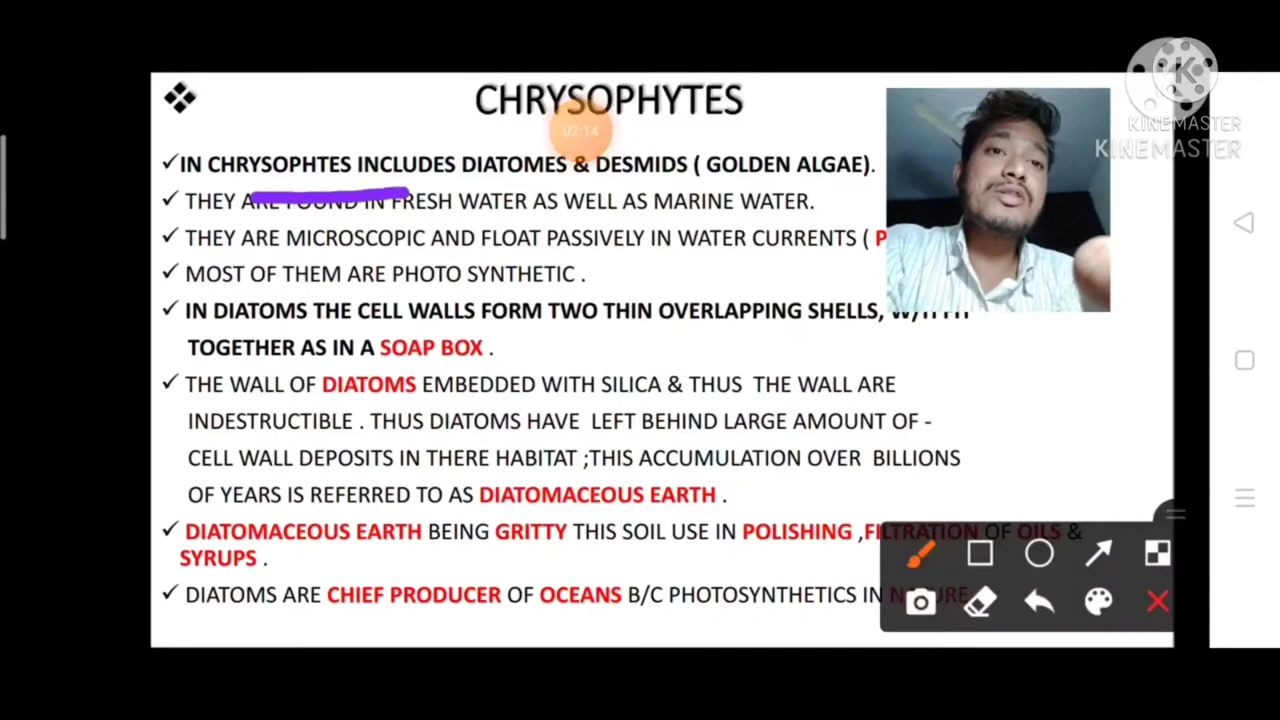 CHRYSOPHYTES
02:14
KINEMASTER
KINEMASTER
✓IN CHRYSOPHTES INCLUDES DIATOMES & DESMIDS ( GOLDEN ALGAE).
✓ THEY ARE FOUND IN FRESH WATER AS WELL AS MARINE WATER.
✓ THEY ARE MICROSCOPIC AND FLOAT PASSIVELY IN WATER CURRENTS ( P
✓ MOST OF THEM ARE PHOTO SYNTHETIC .
✓ IN DIATOMS THE CELL WALLS FORM TWO THIN OVERLAPPING SHELLS,
TOGETHER AS IN A SOAP BOX .
✓ THE WALL OF DIATOMS EMBEDDED WITH SILICA & THUS THE WALL ARE
INDESTRUCTIBLE . THUS DIATOMS HAVE LEFT BEHIND LARGE AMOUNT OF -
CELL WALL DEPOSITS IN THERE HABITAT ;THIS ACCUMULATION OVER BILLIONS
OF YEARS IS REFERRED TO AS DIATOMACEOUS EARTH .
✓ DIATOMACEOUS EARTH BEING GRITTY THIS SOIL USE IN POLISHING ,FILTRATION OF OILS &
SYRUPS .
✓ DIATOMS ARE CHIEF PRODUCER OF OCEANS B/C PHOTOSYNTHETICS IN NATURE